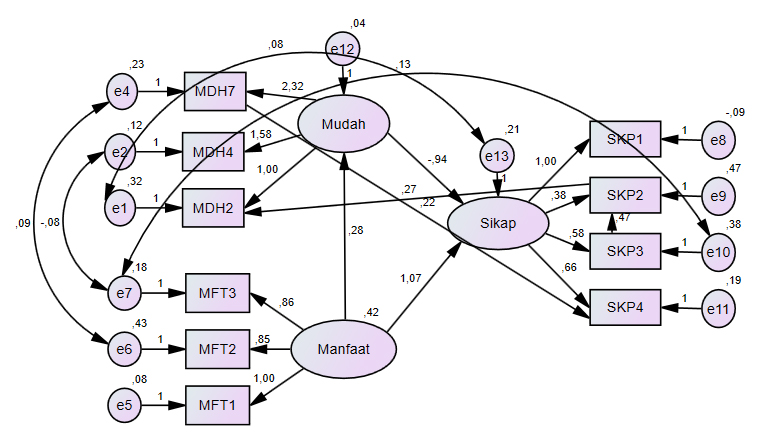 ,04
,08
e12
,13
,23
1
e4
1
MDH7
2,32
Mudah
,12
e2
1
MDH4
1,58
,21
e13
-,09
SKP1
1
e8
,32
e1
1
MDH2
1,00
-,94
1
1,00
,47
SKP2
1
e9
,27
,22
,38
Sikap
,47
,38
,09
-,08
,28
,58
SKP3
1
e10
,18
e7
1
MFT3
,86
1,07
,66
,19
SKP4
1
e11
,43
e6
1
MFT2
,85
,42
Manfaat
,08
e5
1
MFT1
1,00